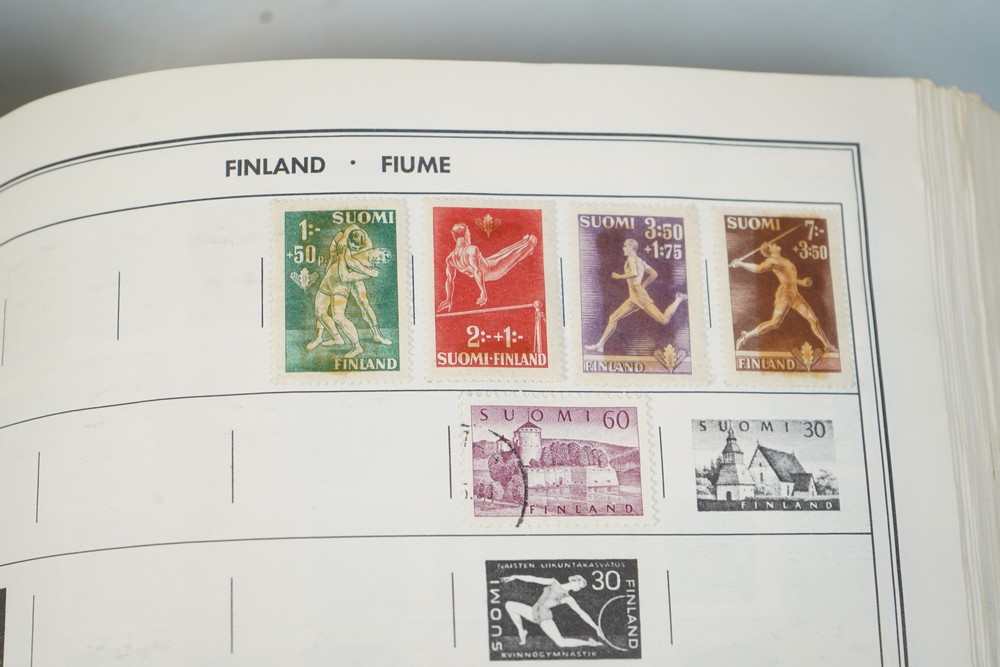 FINLAND · FIUME
SUOMI
1:-
+50p.
FINLAND
2:-+1:-
SUOMI·FINLAND
SUOMI 3:50
+1:75
FINLAND
SUOMI 7:-
+3:50
FINLAND
SUOMI 60
FINLAND
SUOMI 30
FINLAND
NAISTEN LIIKUNTAKASVATUS
30
SUOMI
FINLAND
KVINNOGYMNASTIK